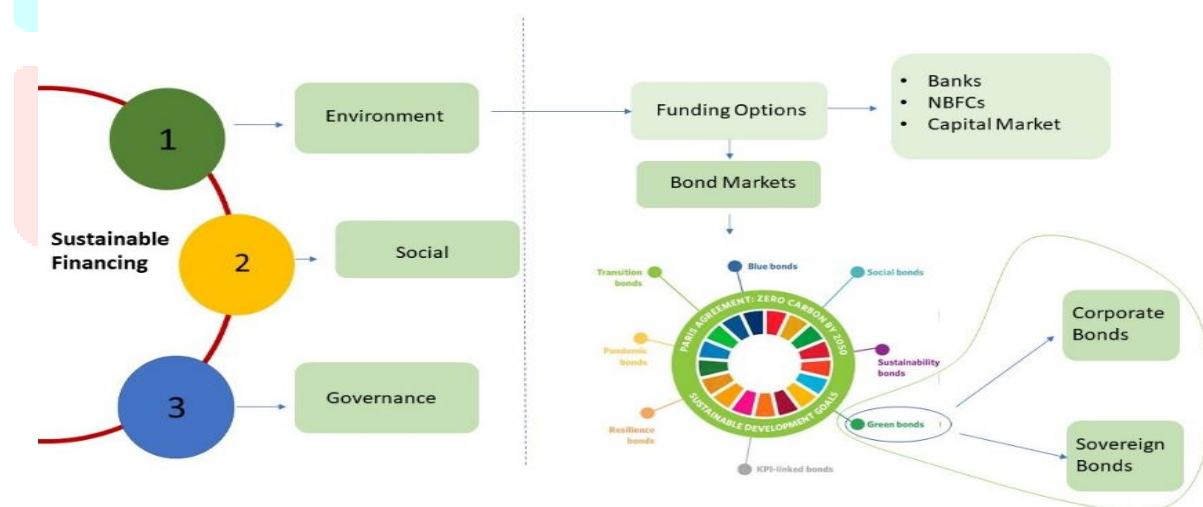 Sustainable
Financing
1
Environment
2
Social
3
Governance
Funding Options
• Banks
• NBFCs
• Capital Market
Bond Markets
Transition
bonds
Blue bonds
Social bonds
Pandemic
bonds
PARIS AGREEMENT: ZERO CARBON BY 2050
SUSTAINABLE DEVELOPMENT GOALS
Sustainability
bonds
Resilience
bonds
Green bonds
KPI-linked bonds
Corporate
Bonds
Sovereign
Bonds